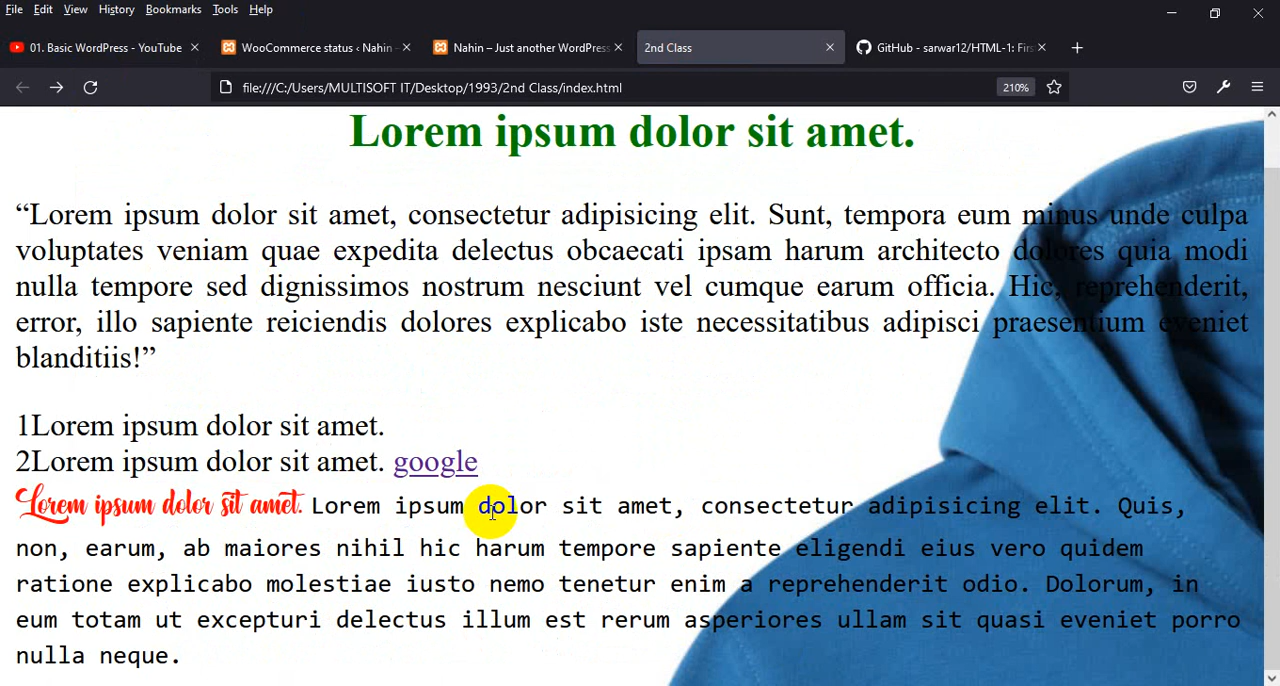 File Edit View History Bookmarks Tools Help
01. Basic WordPress - YouTube
WooCommerce status ‹ Nahin -
Nahin – Just another WordPress
2nd Class
GitHub - sarwar12/HTML-1: Firs
file:///C:/Users/MULTISOFT IT/Desktop/1993/2nd Class/index.html
210%
Lorem ipsum dolor sit amet.
“Lorem ipsum dolor sit amet, consectetur adipisicing elit. Sunt, tempora eum minus unde culpa
voluptates veniam quae expedita delectus obcaecati ipsam harum architecto dolores quia modi
nulla tempore sed dignissimos nostrum nesciunt vel cumque earum officia. Hic, reprehenderit,
error, illo sapiente reiciendis dolores explicabo iste necessitatibus adipisci praesentium eveniet
blanditiis!”
1Lorem ipsum dolor sit amet.
2Lorem ipsum dolor sit amet. google
Lorem ipsum dolor sit amet. Lorem ipsum dolor sit amet, consectetur adipisicing elit. Quis,
non, earum, ab maiores nihil hic harum tempore sapiente eligendi eius vero quidem
ratione explicabo molestiae iusto nemo tenetur enim a reprehenderit odio. Dolorum, in
eum totam ut excepturi delectus illum est rerum asperiores ullam sit quasi eveniet porro
nulla neque.